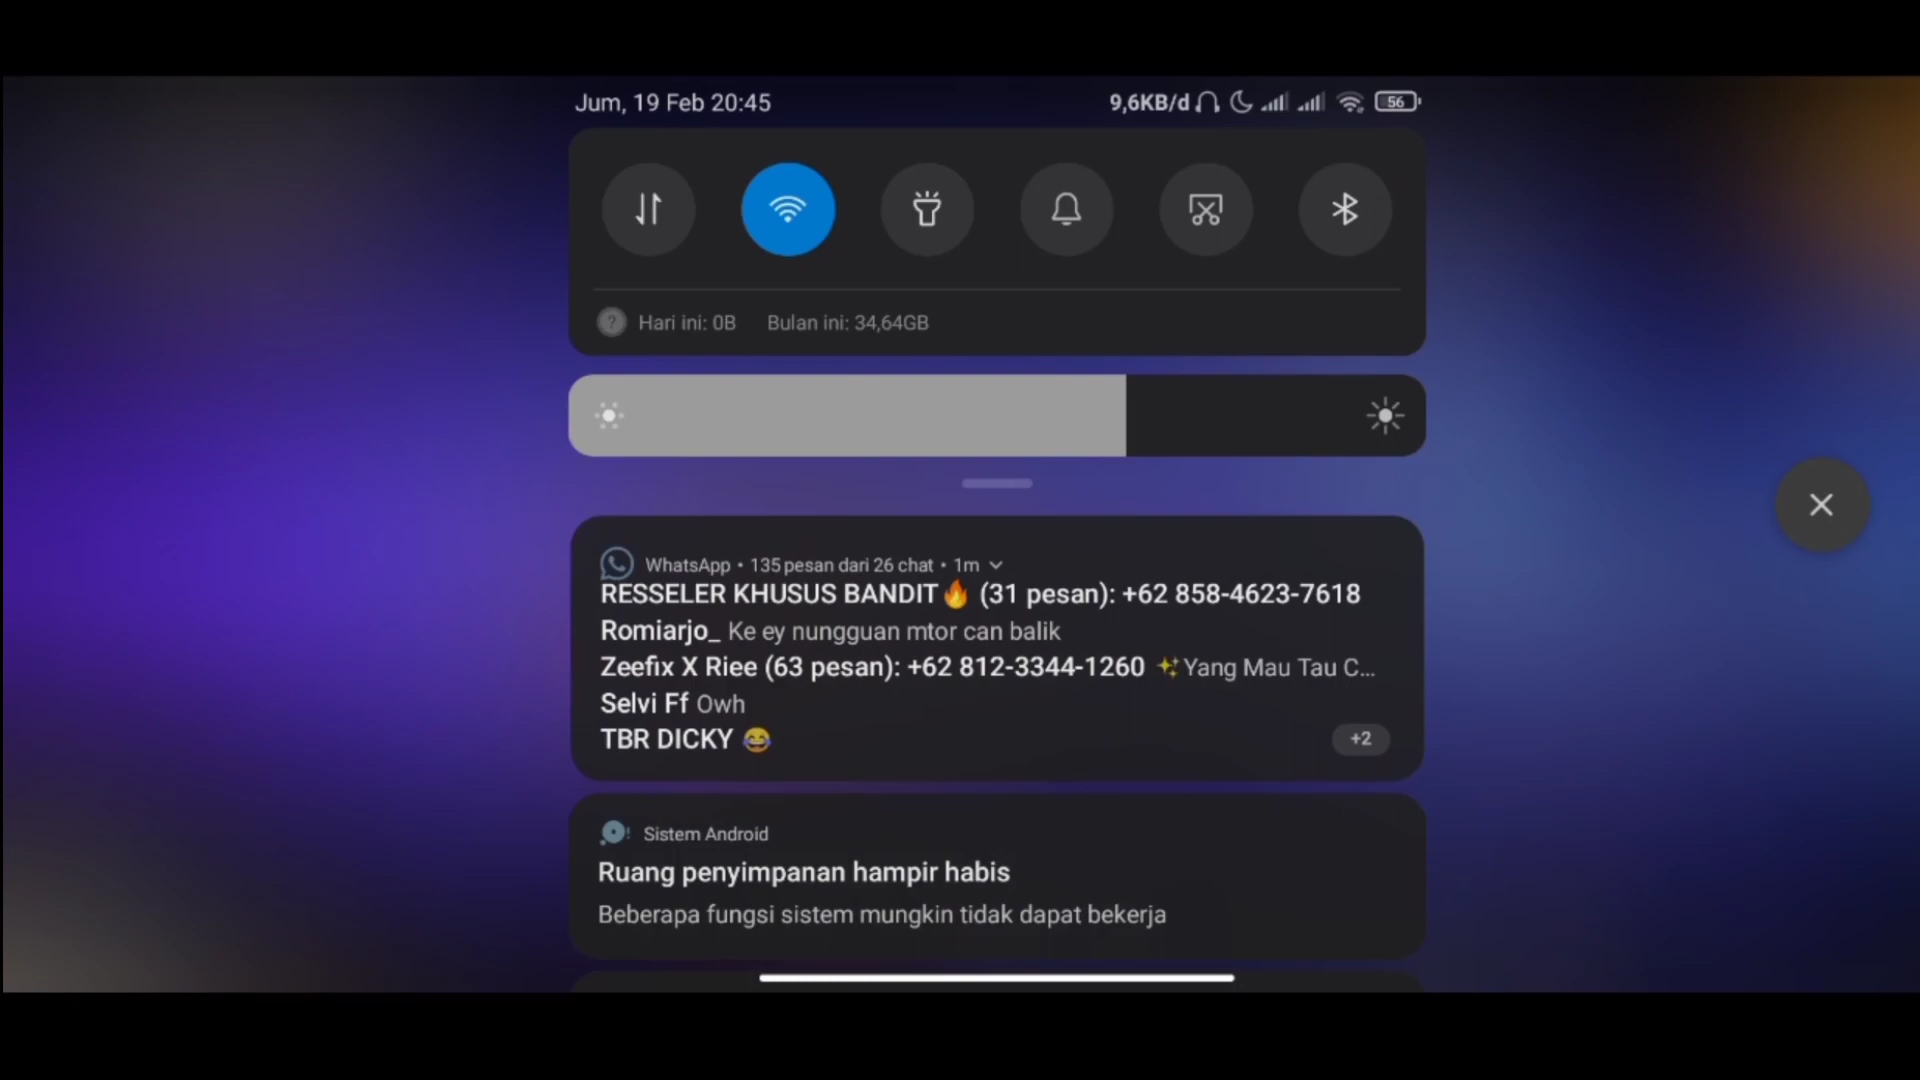 Jum, 19 Feb 20:45
9,6KB/d 56
Hari ini: 0B Bulan ini: 34,64GB
WhatsApp • 135 pesan dari 26 chat • 1m
RESSELER KHUSUS BANDIT🔥 (31 pesan): +62 858-4623-7618
Romiarjo_ Ke ey nungguan mtor can balik
Zeefix X Riee (63 pesan): +62 812-3344-1260 ✨Yang Mau Tau C...
Selvi Ff Owh
TBR DICKY 😂
+2
Sistem Android
Ruang penyimpanan hampir habis
Beberapa fungsi sistem mungkin tidak dapat bekerja